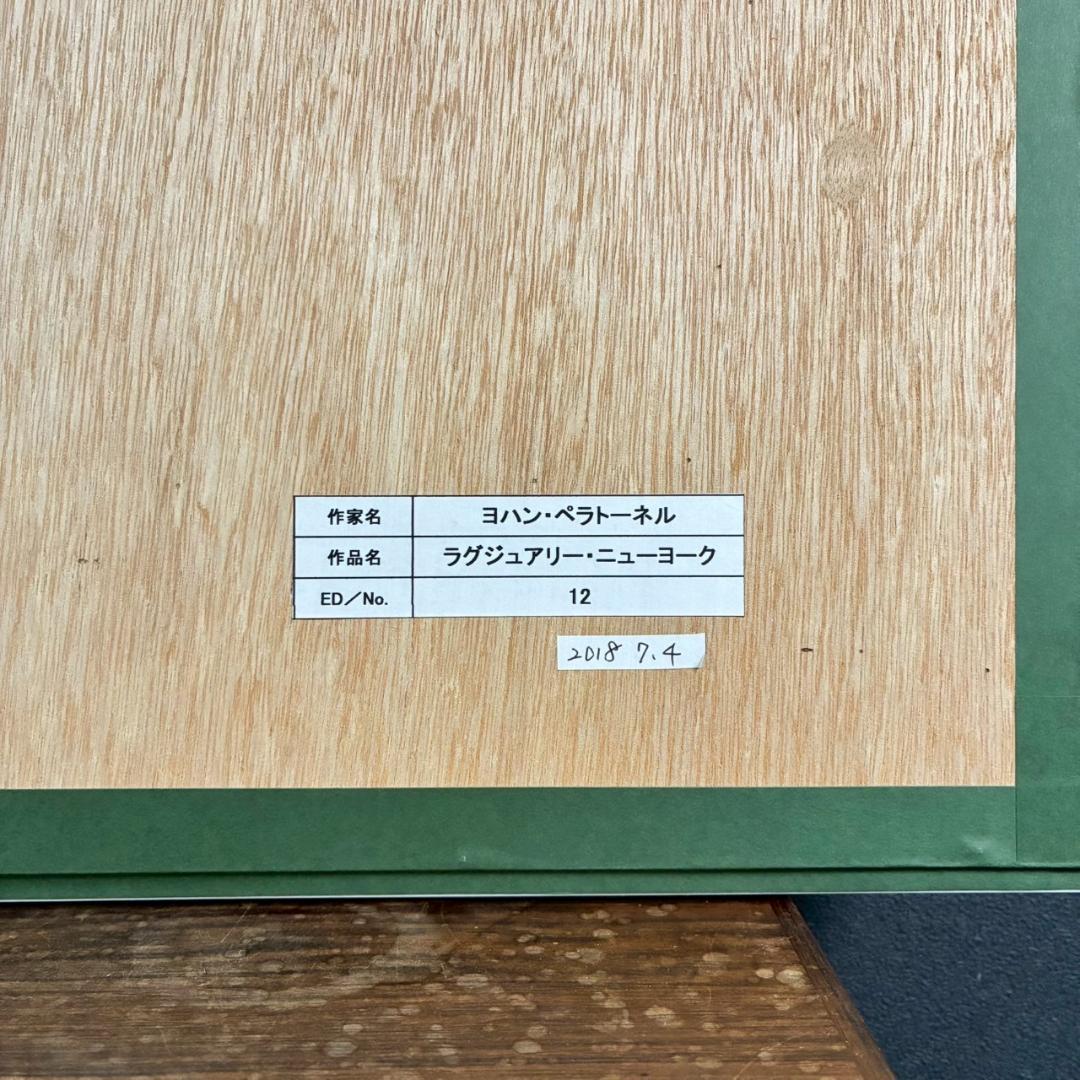 作家名 ヨハン・ペラトーネル
作品名 ラグジュアリー・ニューヨーク
ED／No. 12
2018 7.4